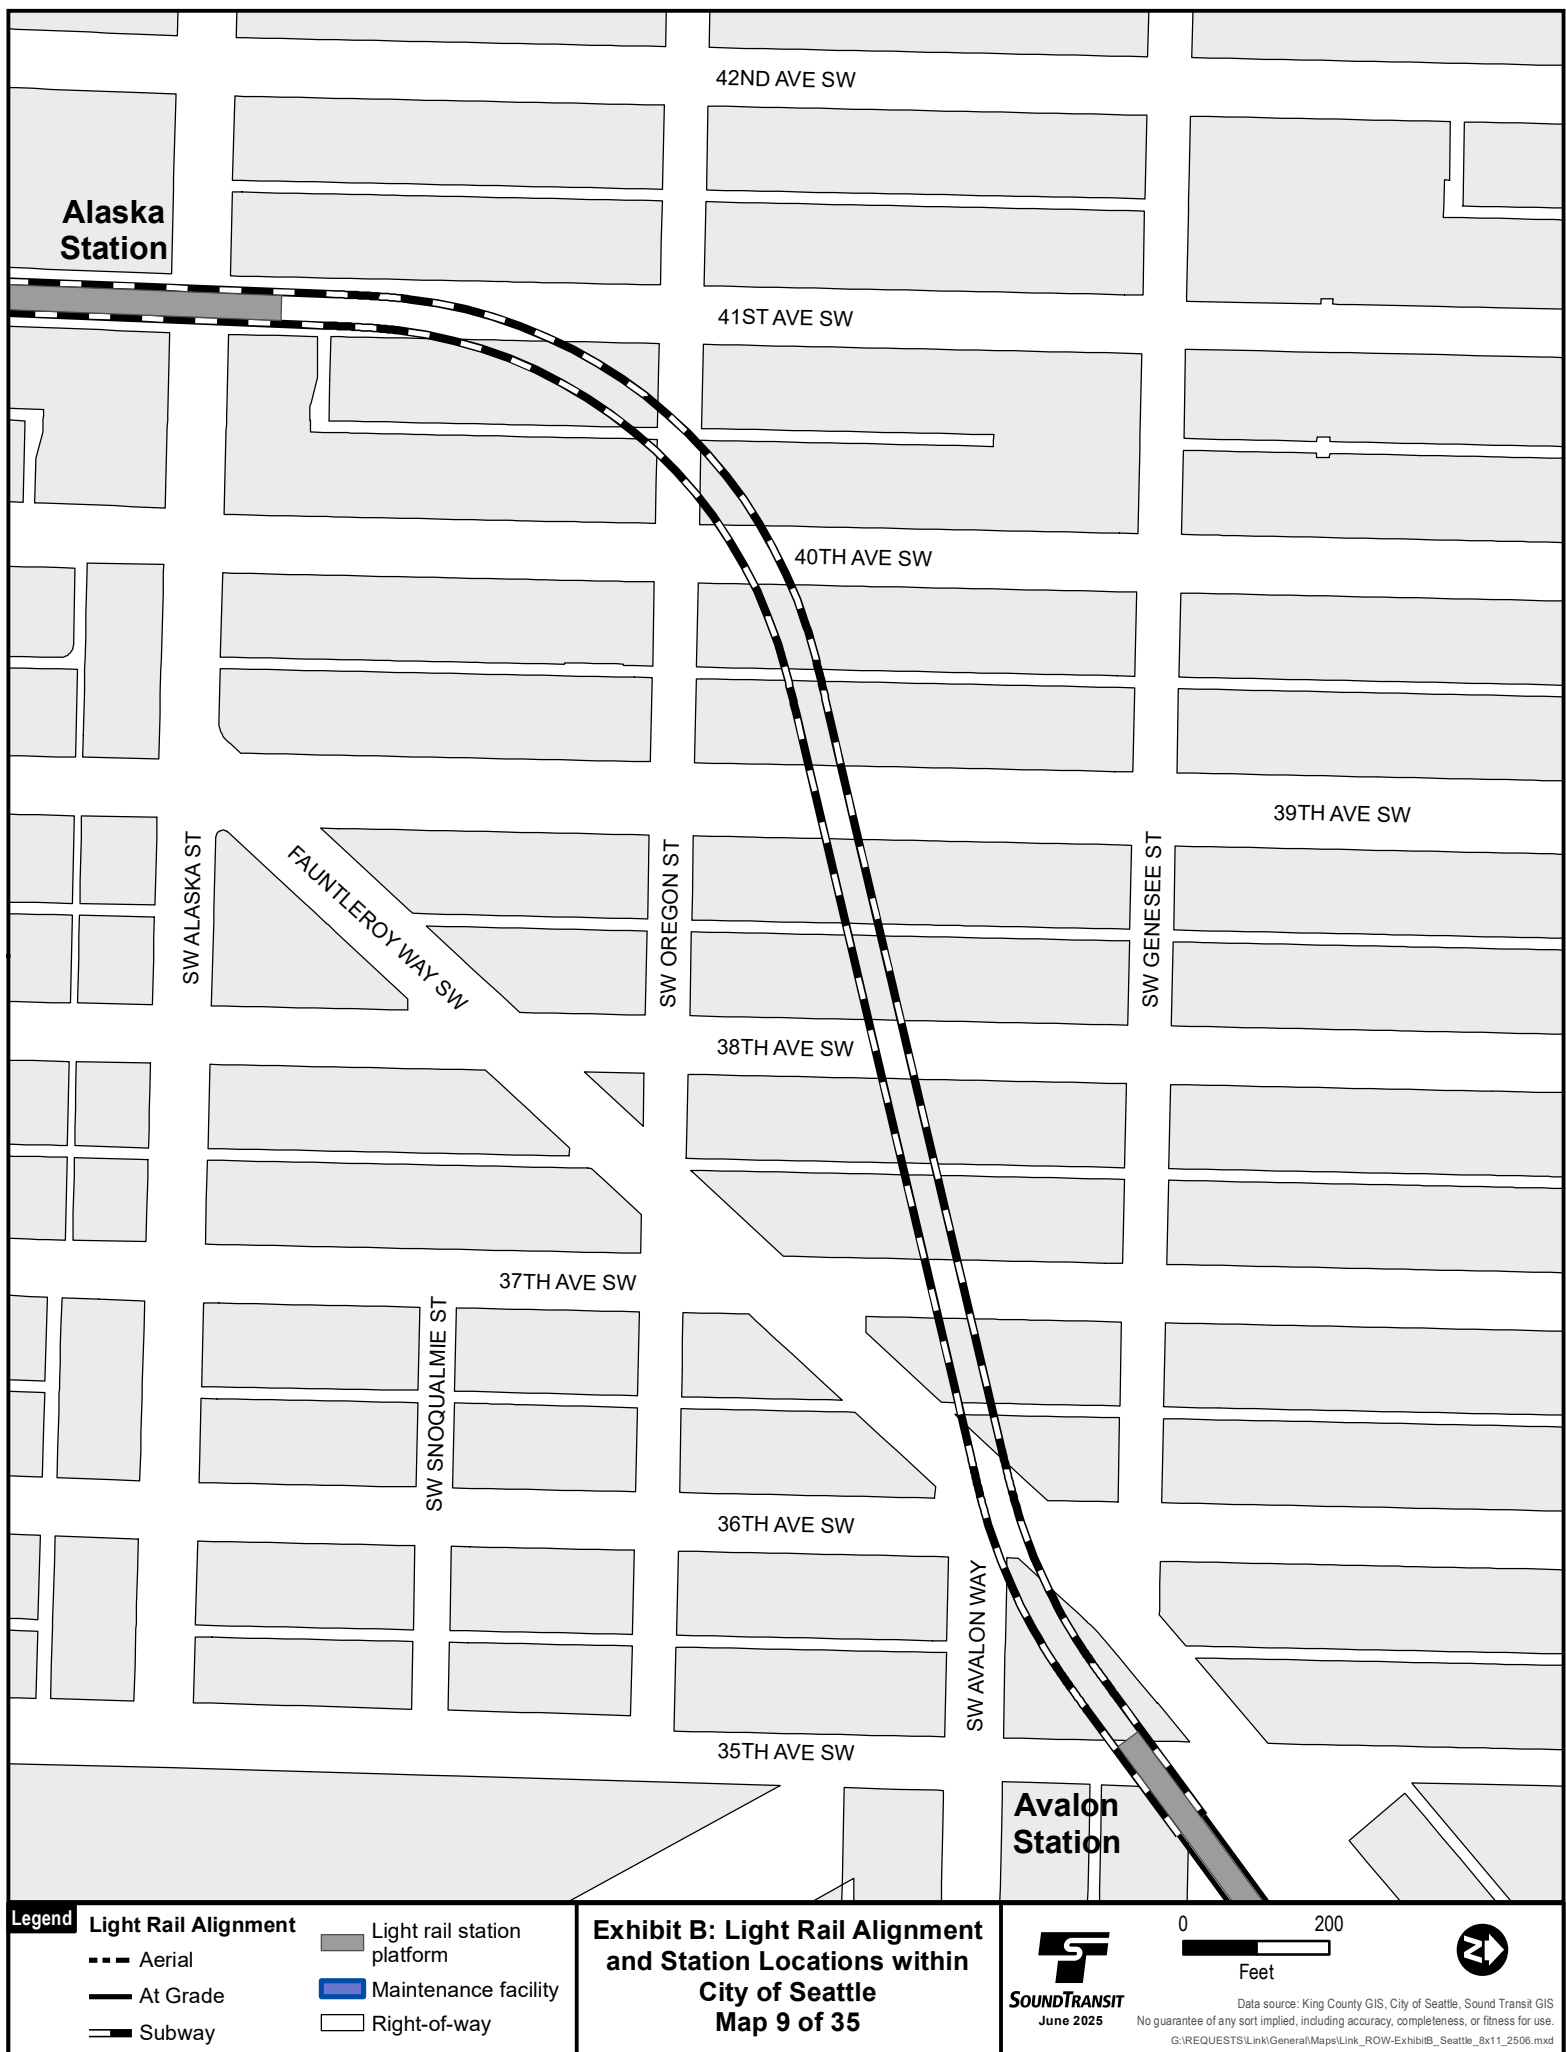 42ND AVE SW
Alaska
Station
41ST AVE SW
40TH AVE SW
39TH AVE SW
SW ALASKA ST
FAUNTLEROY WAY SW
SW OREGON ST
SW GENESEE ST
38TH AVE SW
37TH AVE SW
SW SNOQUALMIE ST
36TH AVE SW
SW AVALON WAY
35TH AVE SW
Avalon
Station
Legend
Light Rail Alignment
Aerial
At Grade
Subway
Light rail station
platform
Maintenance facility
Right-of-way
Exhibit B: Light Rail Alignment
and Station Locations within
City of Seattle
Map 9 of 35
SOUNDTRANSIT
June 2025
0 200
Feet
N
Data source: King County GIS, City of Seattle, Sound Transit GIS
No guarantee of any sort implied, including accuracy, completeness, or fitness for use.
G:\REQUESTS\Link\General\Maps\Link_ROW-ExhibitB_Seattle_8x11_2506.mxd